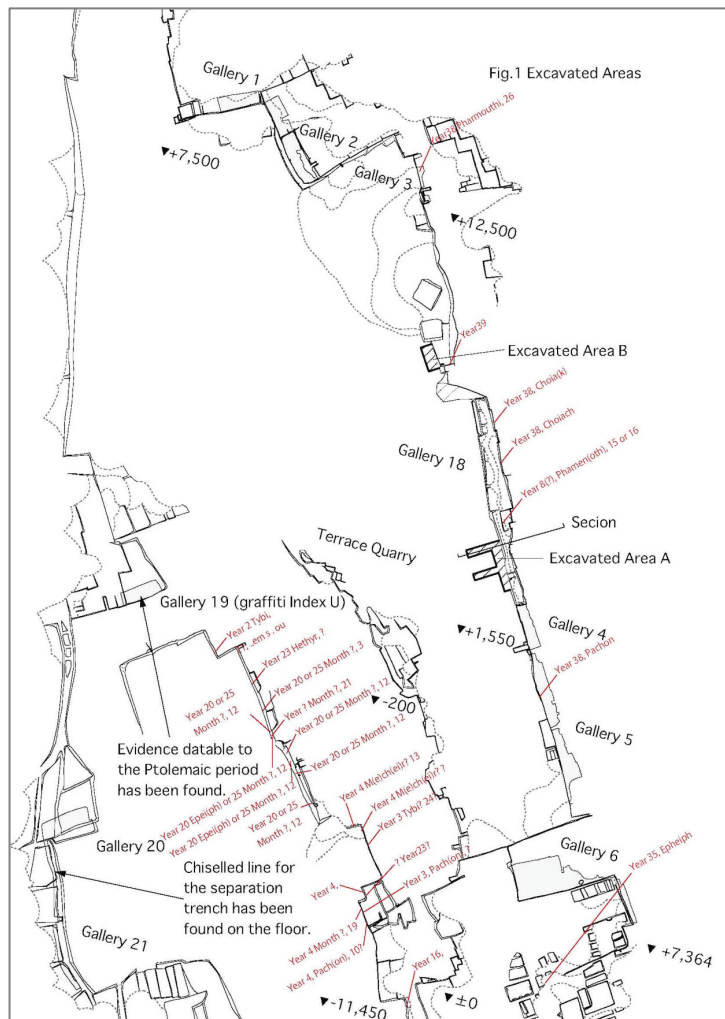 Fig.1 Excavated Areas
Gallery 1
Gallery 2
Gallery 3
Year38 Pharmouthi, 26
▼+7,500
▼+12,500
Year39
Excavated Area B
Year 38, Choia(k)
Year 38, Choiach
Gallery 18
Year 8(?), Phamen(oth), 15 or 16
Secion
Terrace Quarry
Excavated Area A
Gallery 19 (graffiti Index U)
Gallery 4
▼+1,550
Year 2 Tybi,
Year 23 Hethyr, ?
Year 20 or 25 Month ?, 3
Year ? Month ?, 21
Year 20 or 25 Month ?, 12
Year 38, Pachon
▼-200
Year 20 or 25
Month ?, 12
Year 20 or 25 Month ?, 12
Gallery 5
Evidence datable to
the Ptolemaic period
has been found.
Year 20 Epei(ph) or 25 Month ?, 12
Year 20 Epei(ph) or 25 Month ?, 12
Year 20 or 25
Month ?, 12
Year 4 M(e)ch(ei)r? 13
Year 4 M(e)ch(ei)r? ?
Year 3 Tybi? 24?
Gallery 20
Gallery 6
Chiselled line for
the separation
trench has been
found on the floor.
? Year23?
Year 4,
Year 3, Pach(on)
Year 35, Epheiph
Gallery 21
Year 4 Month ?, 19
Year 4, Pach(on), 10?
Year 16,
▼+7,364
▼-11,450
▼±0